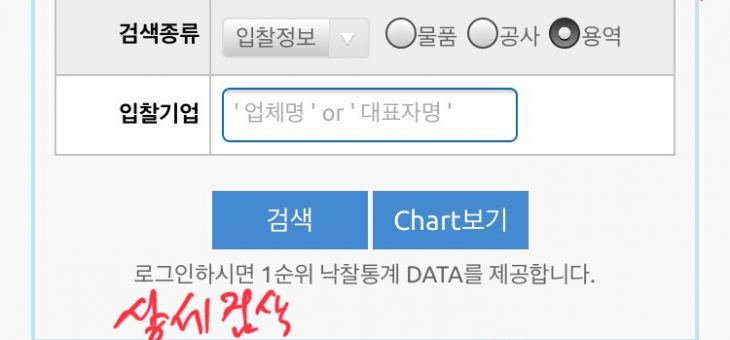 검색종류 입찰정보 물품 공사 용역
입찰기업 ' 업체명 ' or ' 대표자명 '
검색 Chart보기
로그인하시면 1순위 낙찰통계 DATA를 제공합니다.
상세검색